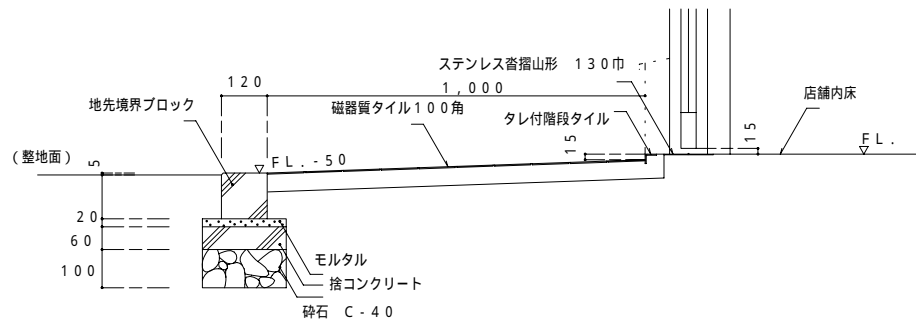 ステンレス沓摺山形 130巾
120
1,000
地先境界ブロック
磁器質タイル100角
店舗内床
タレ付階段タイル
15
15
FL.
(整地面)
5
FL.-50
20
60
100
モルタル
捨コンクリート
砕石 C-40